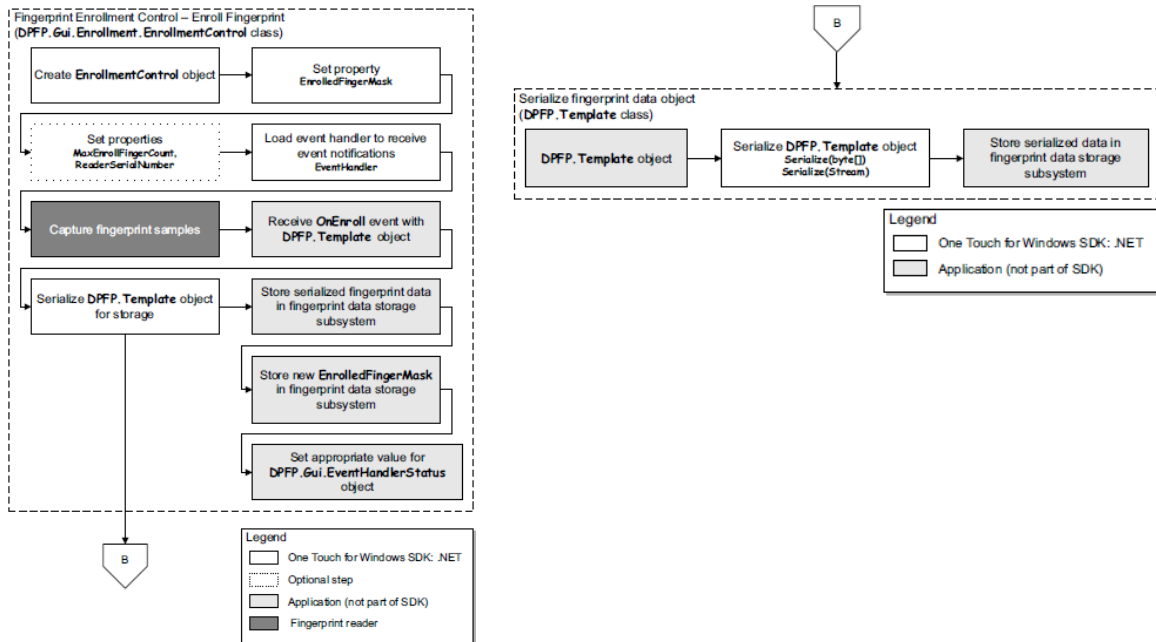 Fingerprint Enrollment Control – Enroll Fingerprint
(DPFP.Gui.Enrollment.EnrollmentControl class)
Create EnrollmentControl object
Set property
EnrolledFingerMask
Set properties
MaxEnrollFingerCount,
ReaderSerialNumber
Load event handler to receive
event notifications
EventHandler
Capture fingerprint samples
Receive OnEnroll event with
DPFP.Template object
Serialize DPFP.Template object
for storage
Store serialized fingerprint data
in fingerprint data storage
subsystem
Store new EnrolledFingerMask
in fingerprint data storage
subsystem
Set appropriate value for
DPFP.Gui.EventHandlerStatus
object
B
Legend
One Touch for Windows SDK: .NET
Optional step
Application (not part of SDK)
Fingerprint reader
B
Serialize fingerprint data object
(DPFP.Template class)
DPFP.Template object
Serialize DPFP.Template object
Serialize(byte[])
Serialize(Stream)
Store serialized data in
fingerprint data storage
subsystem
Legend
One Touch for Windows SDK: .NET
Application (not part of SDK)